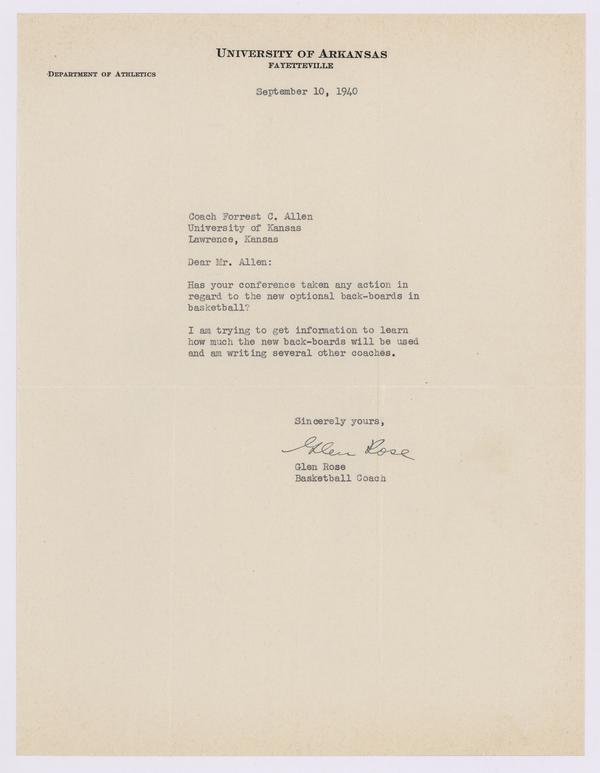 UNIVERSITY OF ARKANSAS
FAYETTEVILLE
DEPARTMENT OF ATHLETICS
September 10, 1940
Coach Forrest C. Allen
University of Kansas
Lawrence, Kansas
Dear Mr. Allen:
Has your conference taken any action in
regard to the new optional back-boards in
basketball?
I am trying to get information to learn
how much the new back-boards will be used
and am writing several other coaches.
Sincerely yours,
Glen Rose
Glen Rose
Basketball Coach